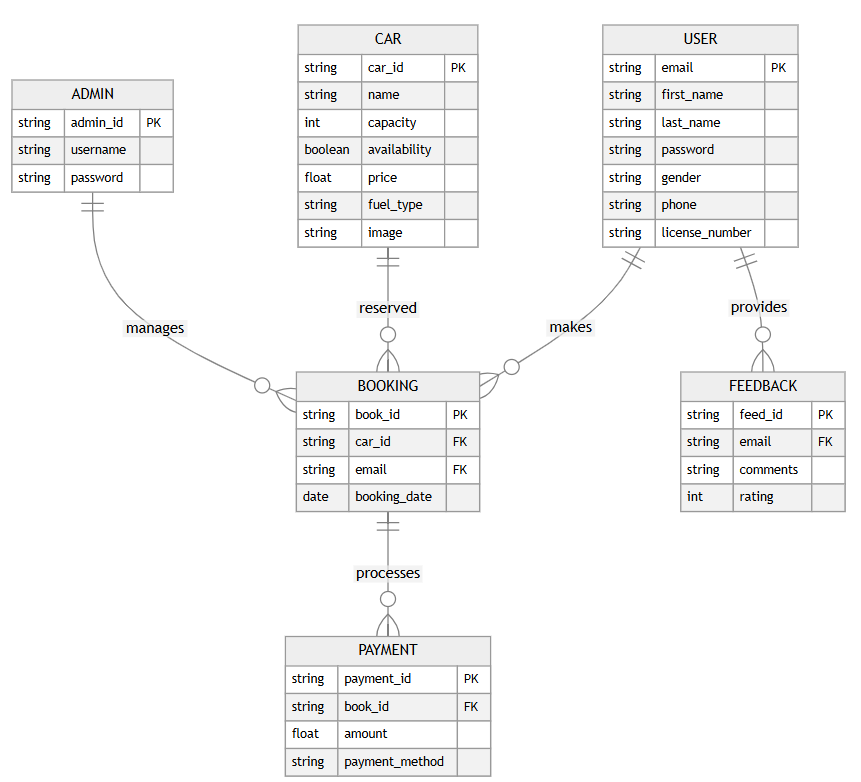 CAR
string car_id PK
string name
int capacity
boolean availability
float price
string fuel_type
string image
USER
string email PK
string first_name
string last_name
string password
string gender
string phone
string license_number
ADMIN
string admin_id PK
string username
string password
manages
reserved
makes
provides
BOOKING
string book_id PK
string car_id FK
string email FK
date booking_date
FEEDBACK
string feed_id PK
string email FK
string comments
int rating
processes
PAYMENT
string payment_id PK
string book_id FK
float amount
string payment_method